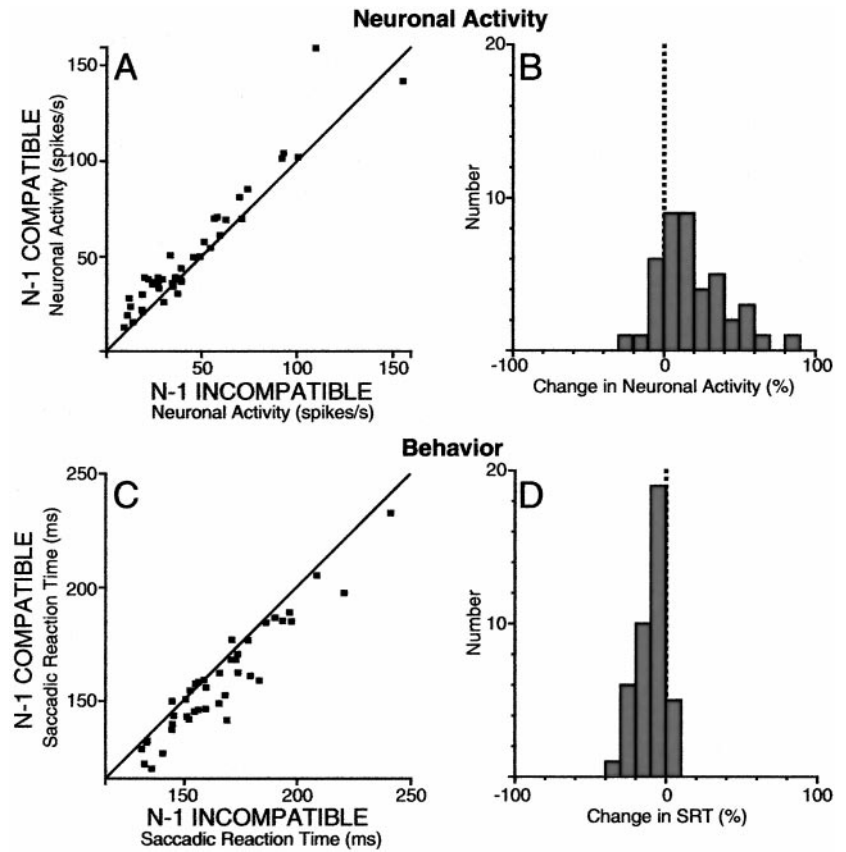 Neuronal Activity
A
N-1 COMPATIBLE
Neuronal Activity (spikes/s)
150
100
50
50
100
150
N-1 INCOMPATIBLE
Neuronal Activity (spikes/s)
B
Number
20
10
-100
0
100
Change in Neuronal Activity (%)
Behavior
C
N-1 COMPATIBLE
Saccadic Reaction Time (ms)
250
200
150
150
200
250
N-1 INCOMPATIBLE
Saccadic Reaction Time (ms)
D
Number
20
10
-100
0
100
Change in SRT (%)